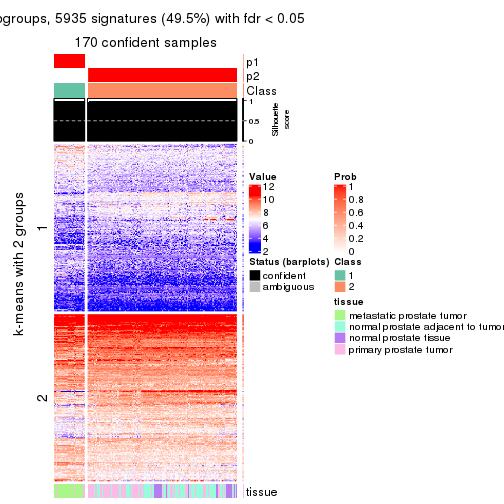 ogroups, 5935 signatures (49.5%) with fdr < 0.05
170 confident samples
p1
p2
Class
1
0.5
0
Silhouette
score
k-means with 2 groups
1
2
Value
12
10
8
6
4
2
Prob
1
0.8
0.6
0.4
0.2
0
Status (barplots)
confident
ambiguous
Class
1
2
tissue
metastatic prostate tumor
normal prostate adjacent to tumor
normal prostate tissue
primary prostate tumor
tissue